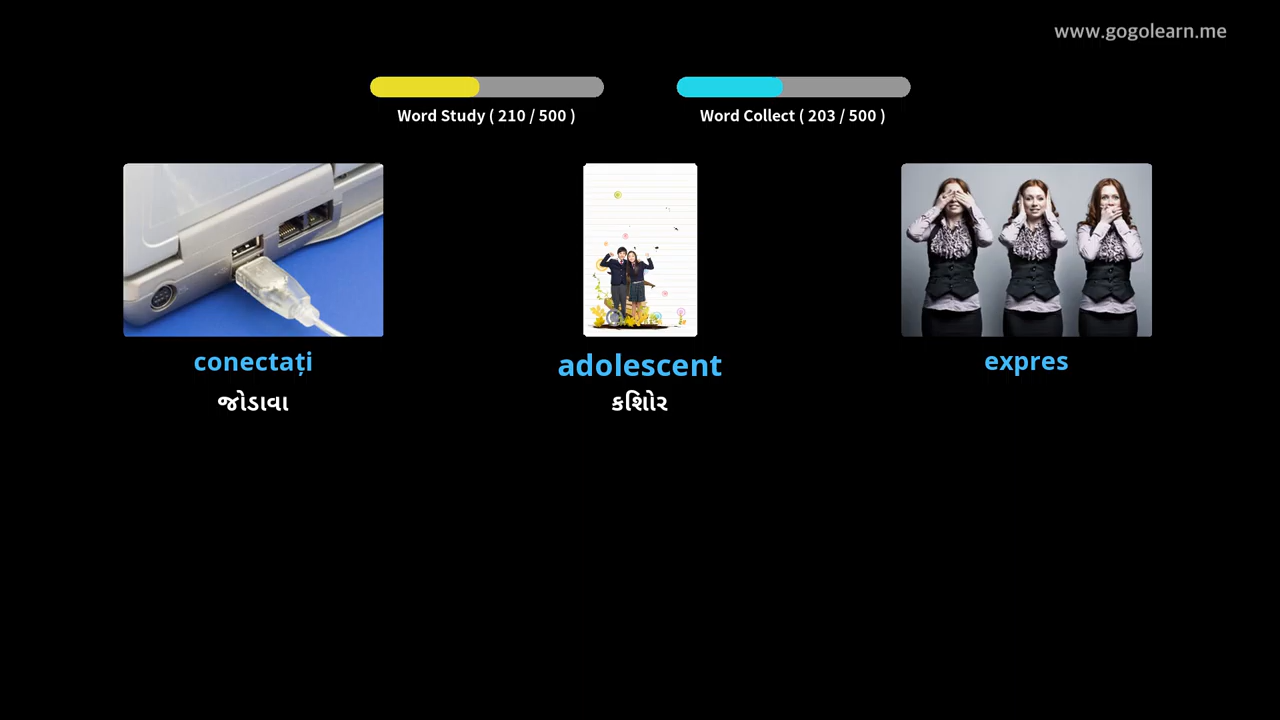 www.gogolearn.me
Word Study ( 210 / 500 )
Word Collect ( 203 / 500 )
conectați
adolescent
expres
જોડાવા
કિશોર